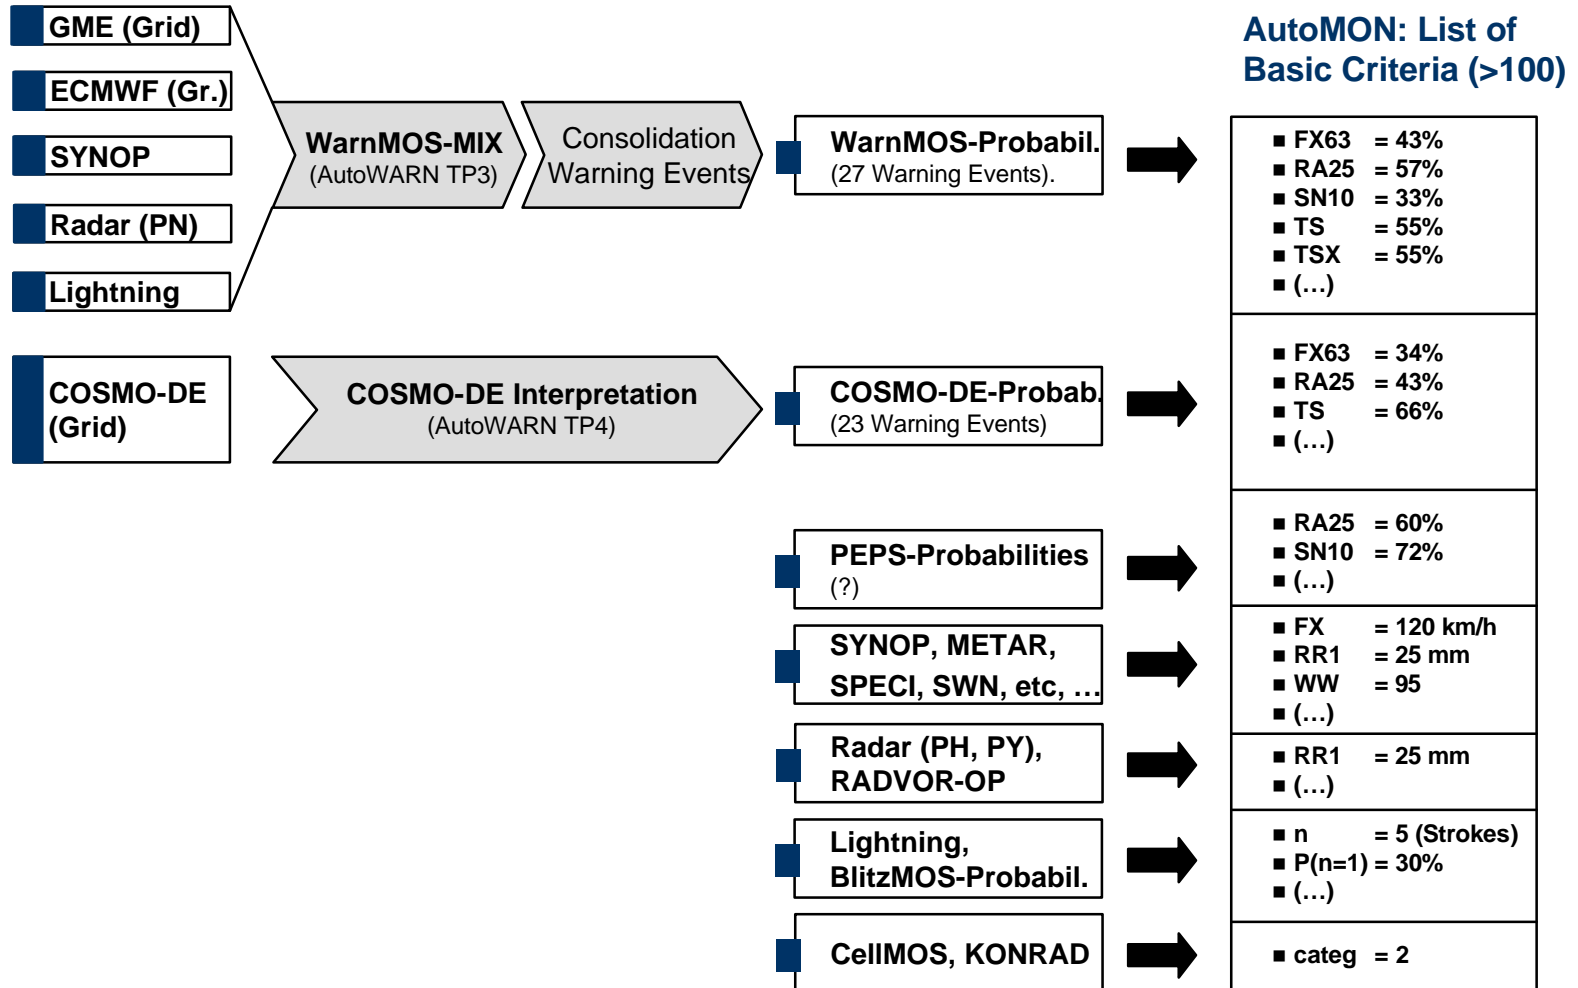 AutoMON: List of
Basic Criteria (>100)
GME (Grid)
ECMWF (Gr.)
SYNOP
Radar (PN)
Lightning
WarnMOS-MIX
(AutoWARN TP3)
Consolidation
Warning Events
WarnMOS-Probabil.
(27 Warning Events).
FX63 = 43%
RA25 = 57%
SN10 = 33%
TS = 55%
TSX = 55%
(…)
COSMO-DE
(Grid)
COSMO-DE Interpretation
(AutoWARN TP4)
COSMO-DE-Probab.
(23 Warning Events)
FX63 = 34%
RA25 = 43%
TS = 66%
(…)
PEPS-Probabilities
(?)
RA25 = 60%
SN10 = 72%
(…)
SYNOP, METAR,
SPECI, SWN, etc, …
FX = 120 km/h
RR1 = 25 mm
WW = 95
(…)
Radar (PH, PY),
RADVOR-OP
RR1 = 25 mm
(…)
Lightning,
BlitzMOS-Probabil.
n = 5 (Strokes)
P(n=1) = 30%
(…)
CellMOS, KONRAD
categ = 2